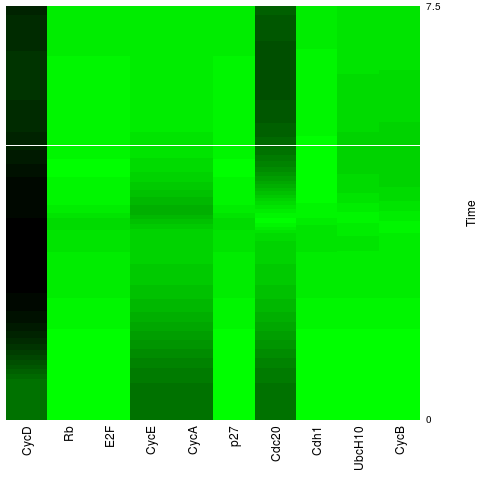 7.5
Time
0
CycD
Rb
E2F
CycE
CycA
p27
Cdc20
Cdh1
UbcH10
CycB